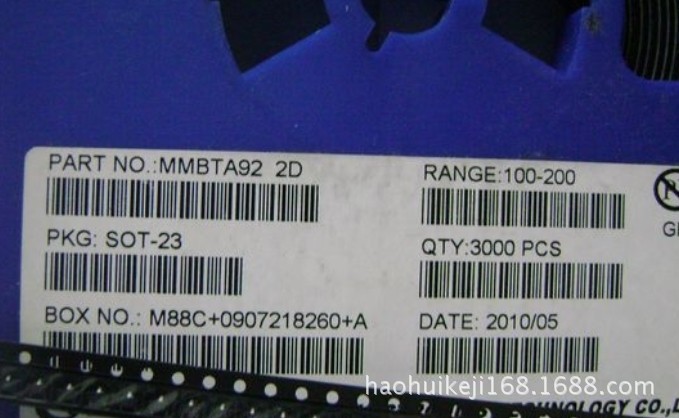 PART NO.:MMBTA92 2D
RANGE:100-200
PKG: SOT-23
QTY:3000 PCS
BOX NO.: M88C+0907218260+A
DATE: 2010/05
haohuikeji168.1688.com
CO.,